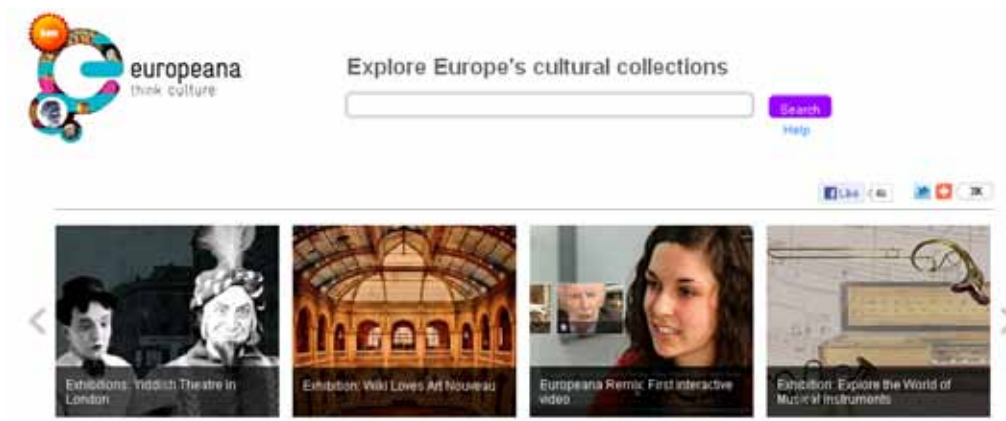 europeana
think culture
Explore Europe's cultural collections
Search
Help
Like
3K
Exhibitions: Yiddish Theatre in
London
Exhibition: Wiki Loves Art Nouveau
Europeana Remix: First interactive
video
Exhibition: Explore the World of
Musical Instruments